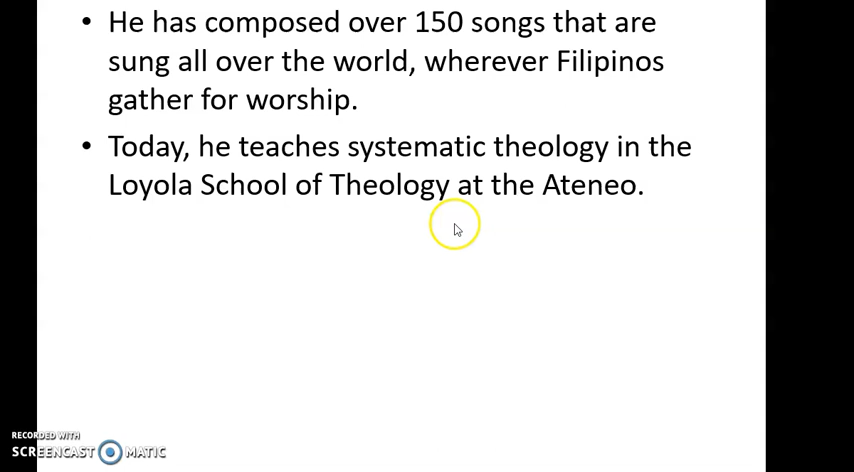 • He has composed over 150 songs that are
sung all over the world, wherever Filipinos
gather for worship.
• Today, he teaches systematic theology in the
Loyola School of Theology at the Ateneo.
RECORDED WITH
SCREENCAST MATIC